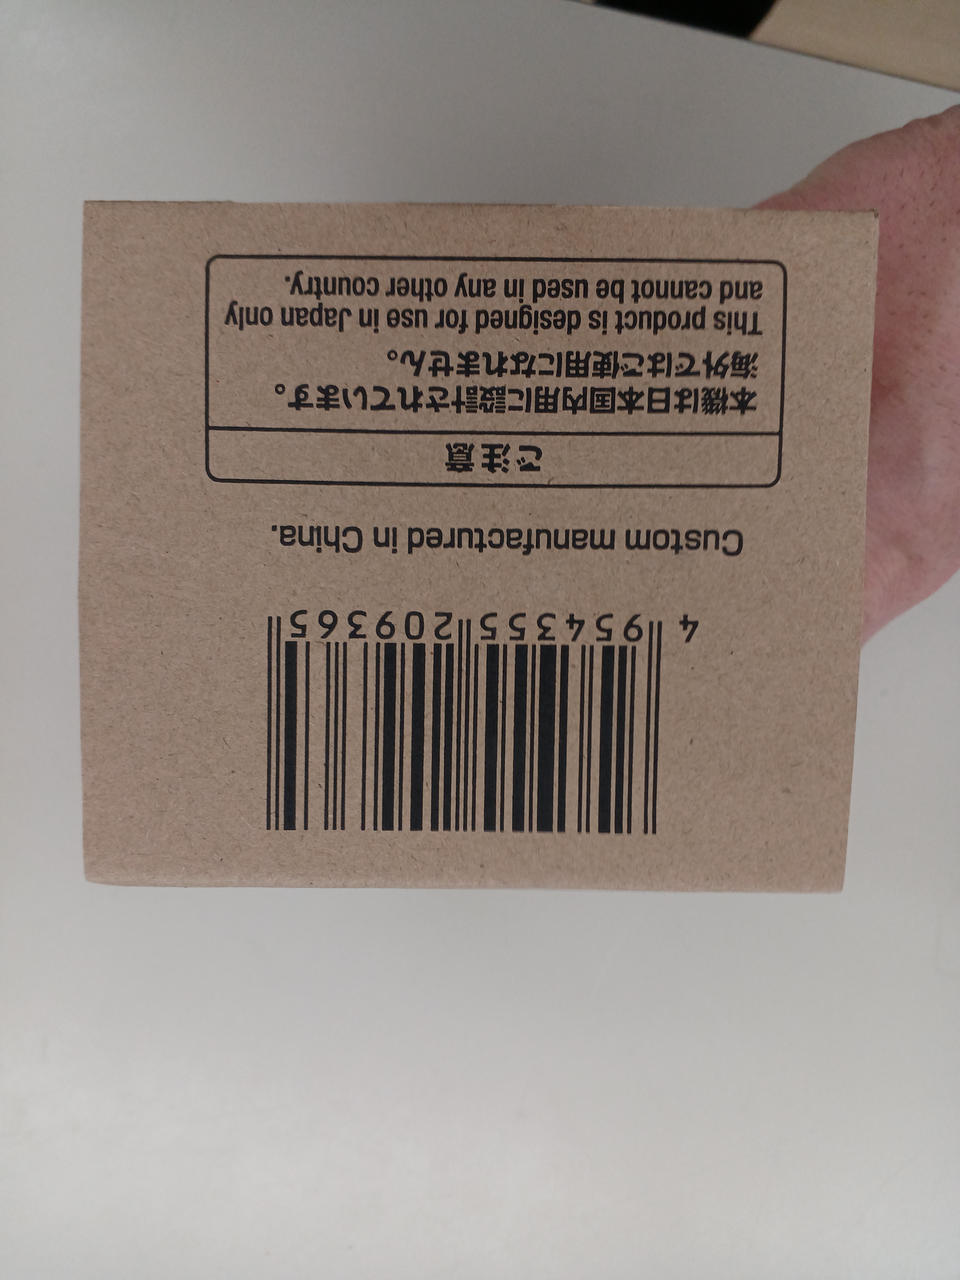 4 954355 209365
Custom manufactured in China.
ご注意
本機は日本国内用に設計されています。
海外ではご使用になれません。
This product is designed for use in Japan only
and cannot be used in any other country.